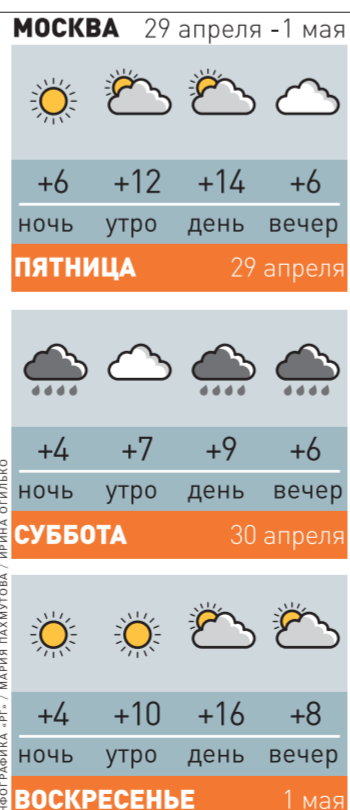 МОСКВА 29 апреля -1 мая
+6 +12 +14 +6
ночь утро день вечер
ПЯТНИЦА 29 апреля
+4 +7 +9 +6
ночь утро день вечер
СУББОТА 30 апреля
+4 +10 +16 +8
ночь утро день вечер
ВОСКРЕСЕНЬЕ 1 мая
НФОГРАФИКА «РГ» / МАРИЯ ПАХМУТОВА / ИРИНА ОГИЛЬКО